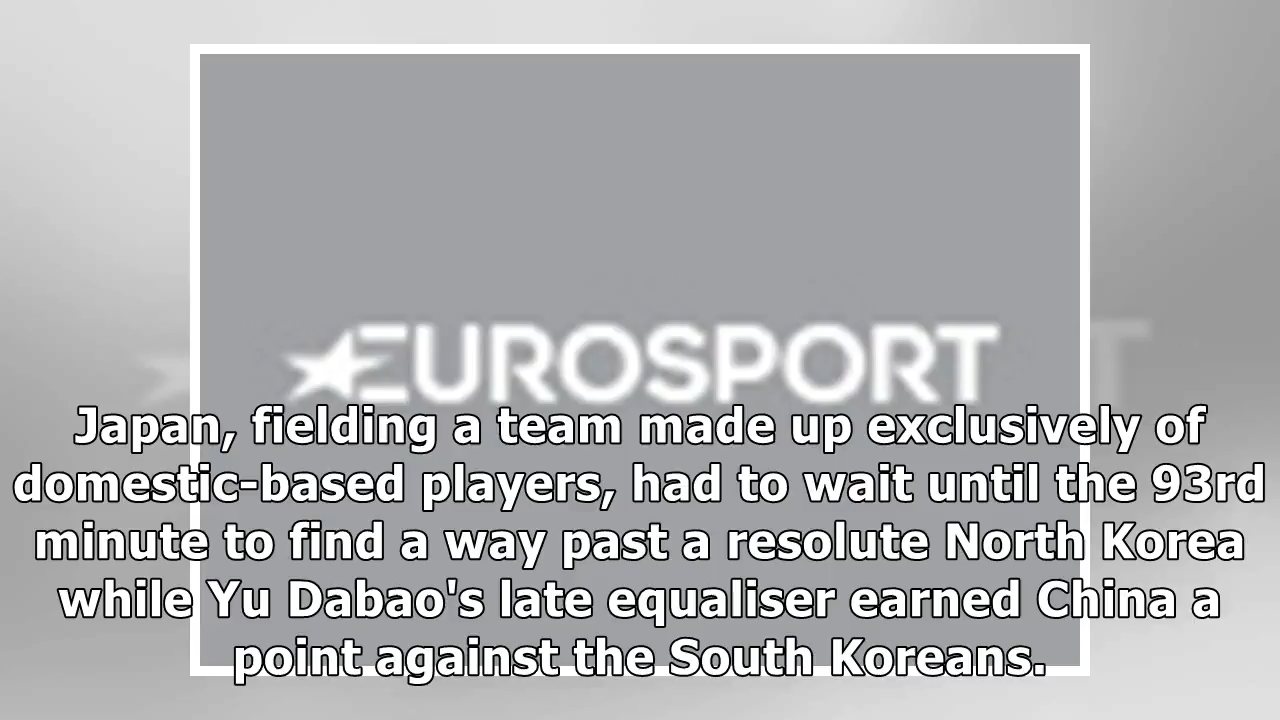 EUROSPORT
Japan, fielding a team made up exclusively of
domestic-based players, had to wait until the 93rd
minute to find a way past a resolute North Korea
while Yu Dabao's late equaliser earned China a
point against the South Koreans.